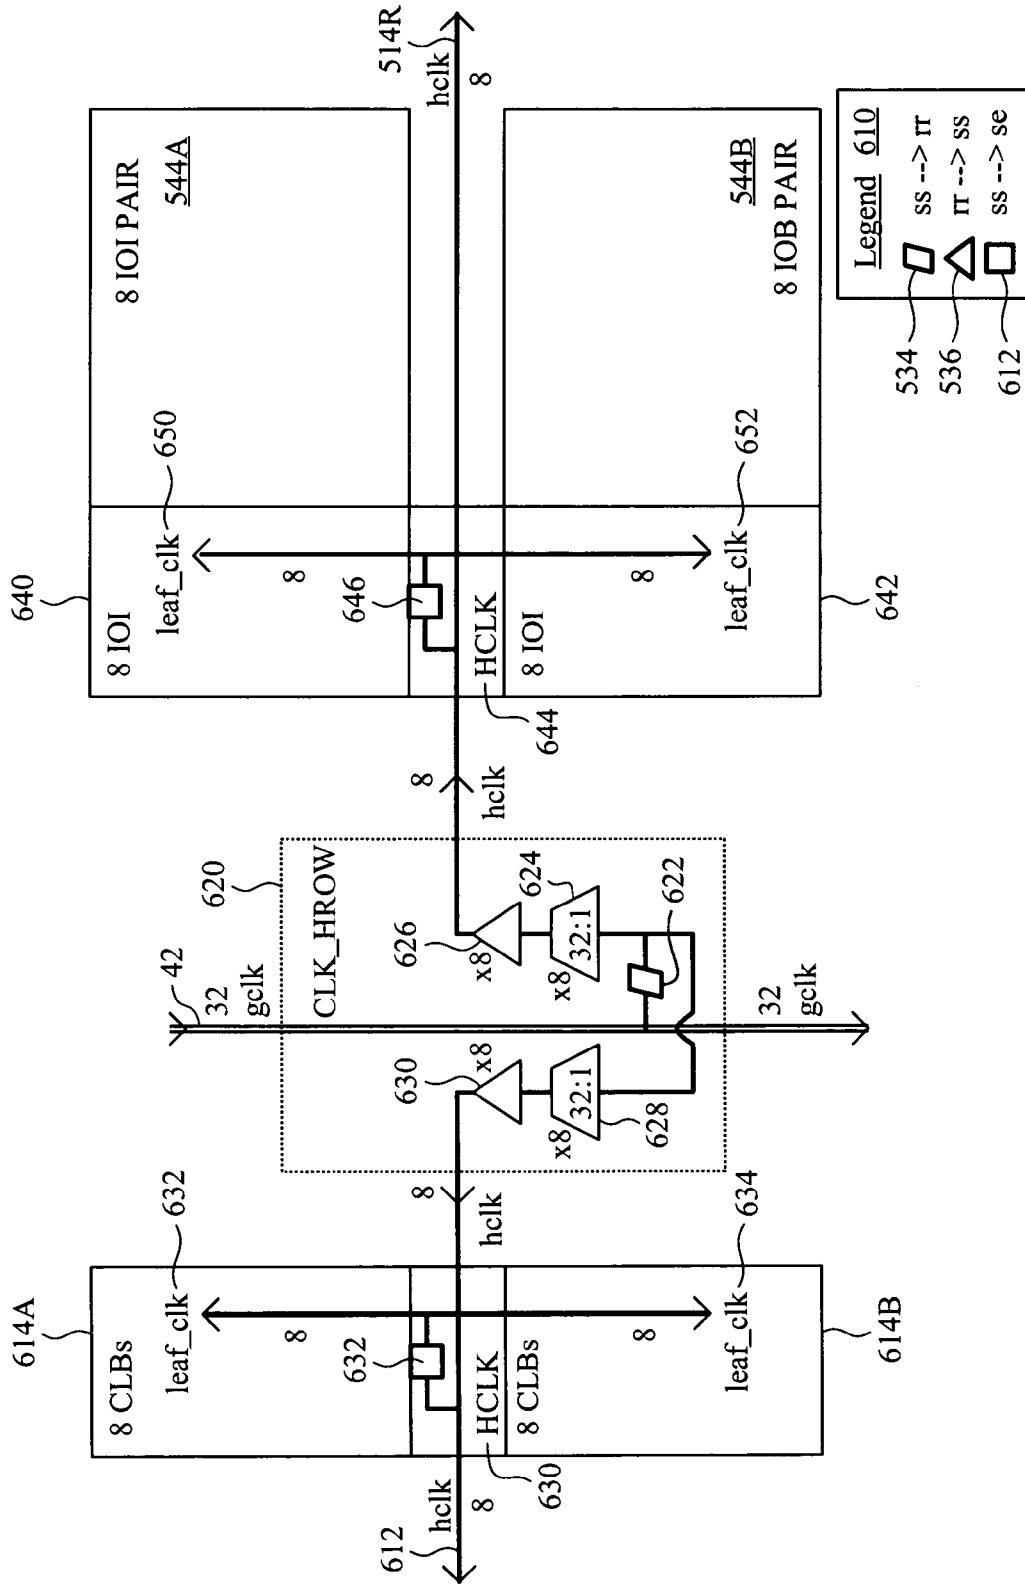 614A
8 CLBs
leaf_clk
632
8
632
612
hclk
8
HCLK
630
8 CLBs
8
leaf_clk
634
614B
8
hclk
620
CLK_HROW
42
32
gclk
630
x8
x8
32:1
628
626
x8
x8
32:1
624
622
32
gclk
8
hclk
640
8 IOI
leaf_clk
650
8
646
HCLK
644
8 IOI
8
leaf_clk
652
642
8 IOI PAIR
544A
hclk
514R
8
544B
8 IOB PAIR
Legend 610
534
ss --> rr
536
rr --> ss
612
ss --> se